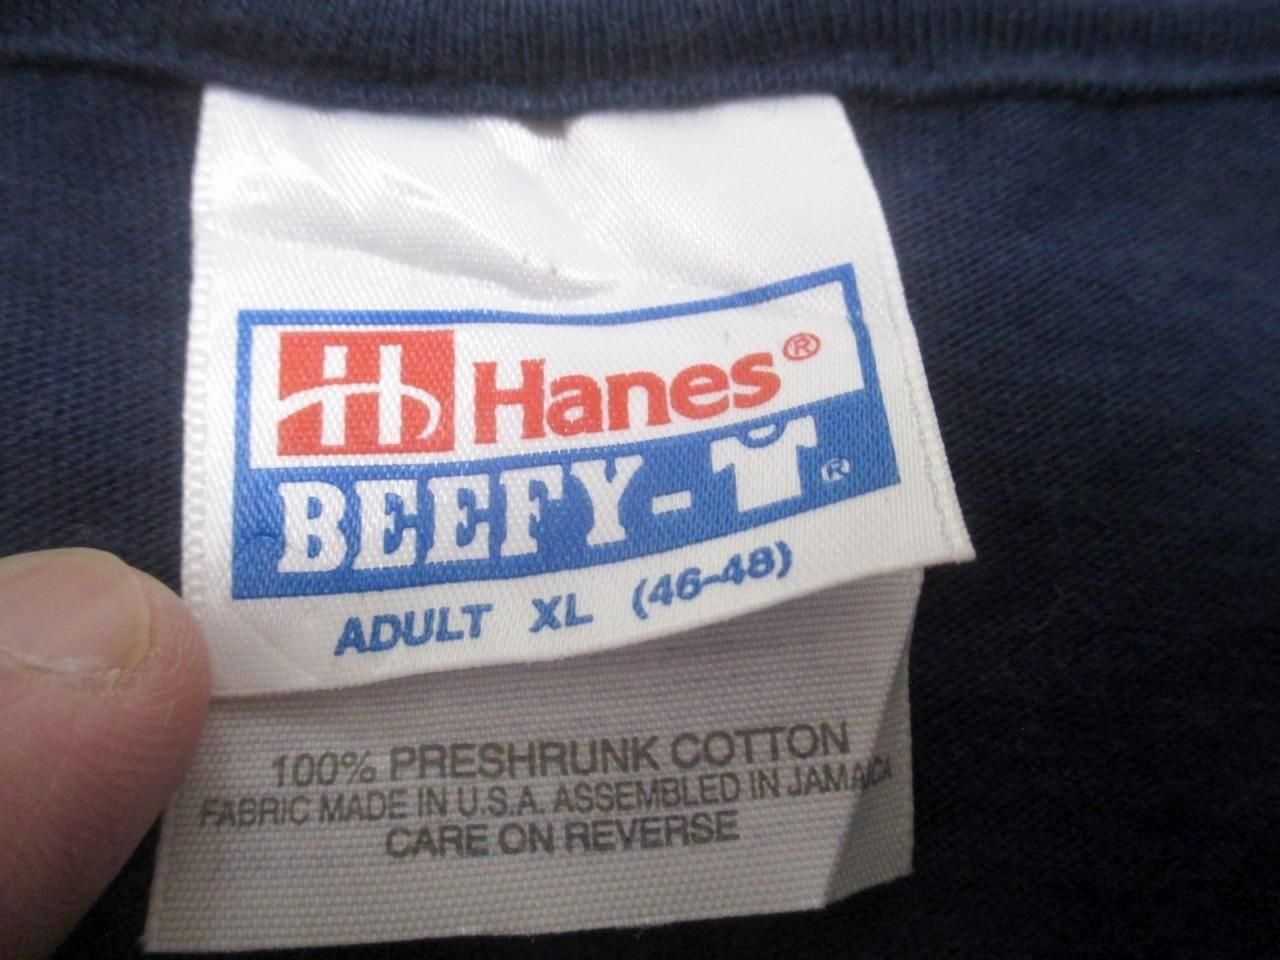 Hanes®
BEEFY-T®
ADULT XL (46-48)
100% PRESHRUNK COTTON
FABRIC MADE IN U.S.A. ASSEMBLED IN JAMAICA
CARE ON REVERSE